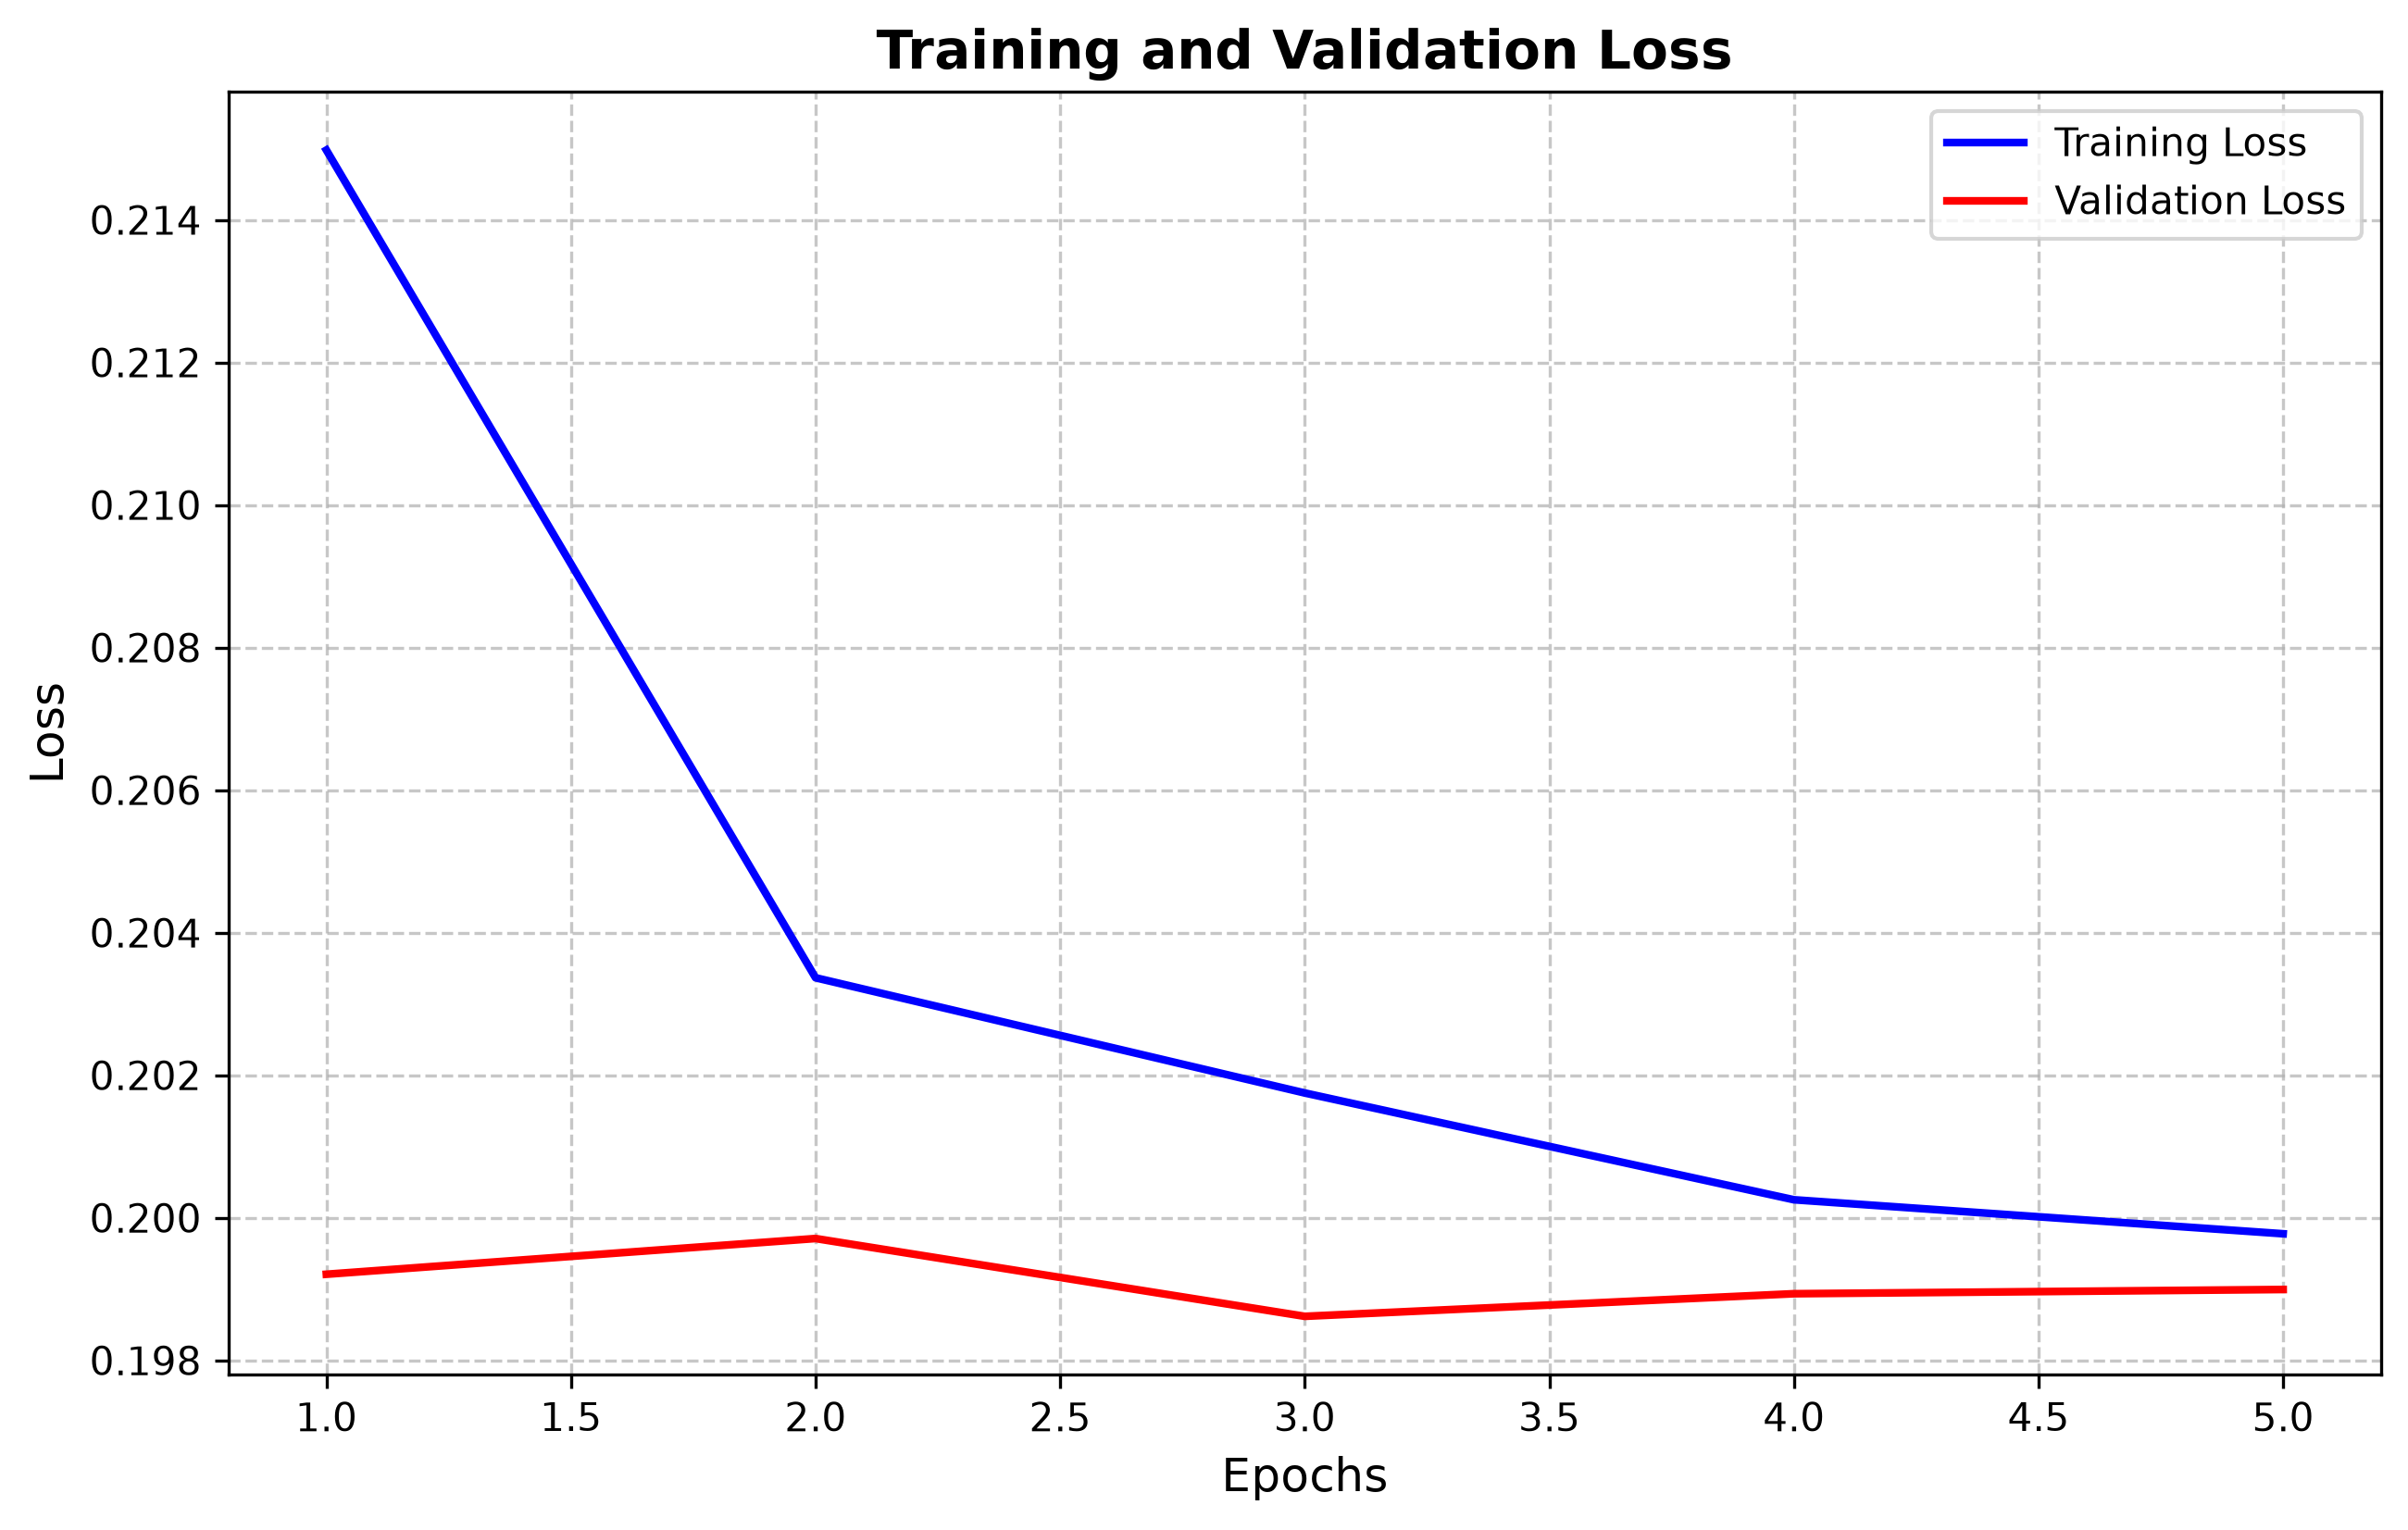 Training and Validation Loss
Training Loss
Validation Loss
0.214
0.212
0.210
0.208
0.206
0.204
0.202
0.200
0.198
Loss
1.0 1.5 2.0 2.5 3.0 3.5 4.0 4.5 5.0
Epochs